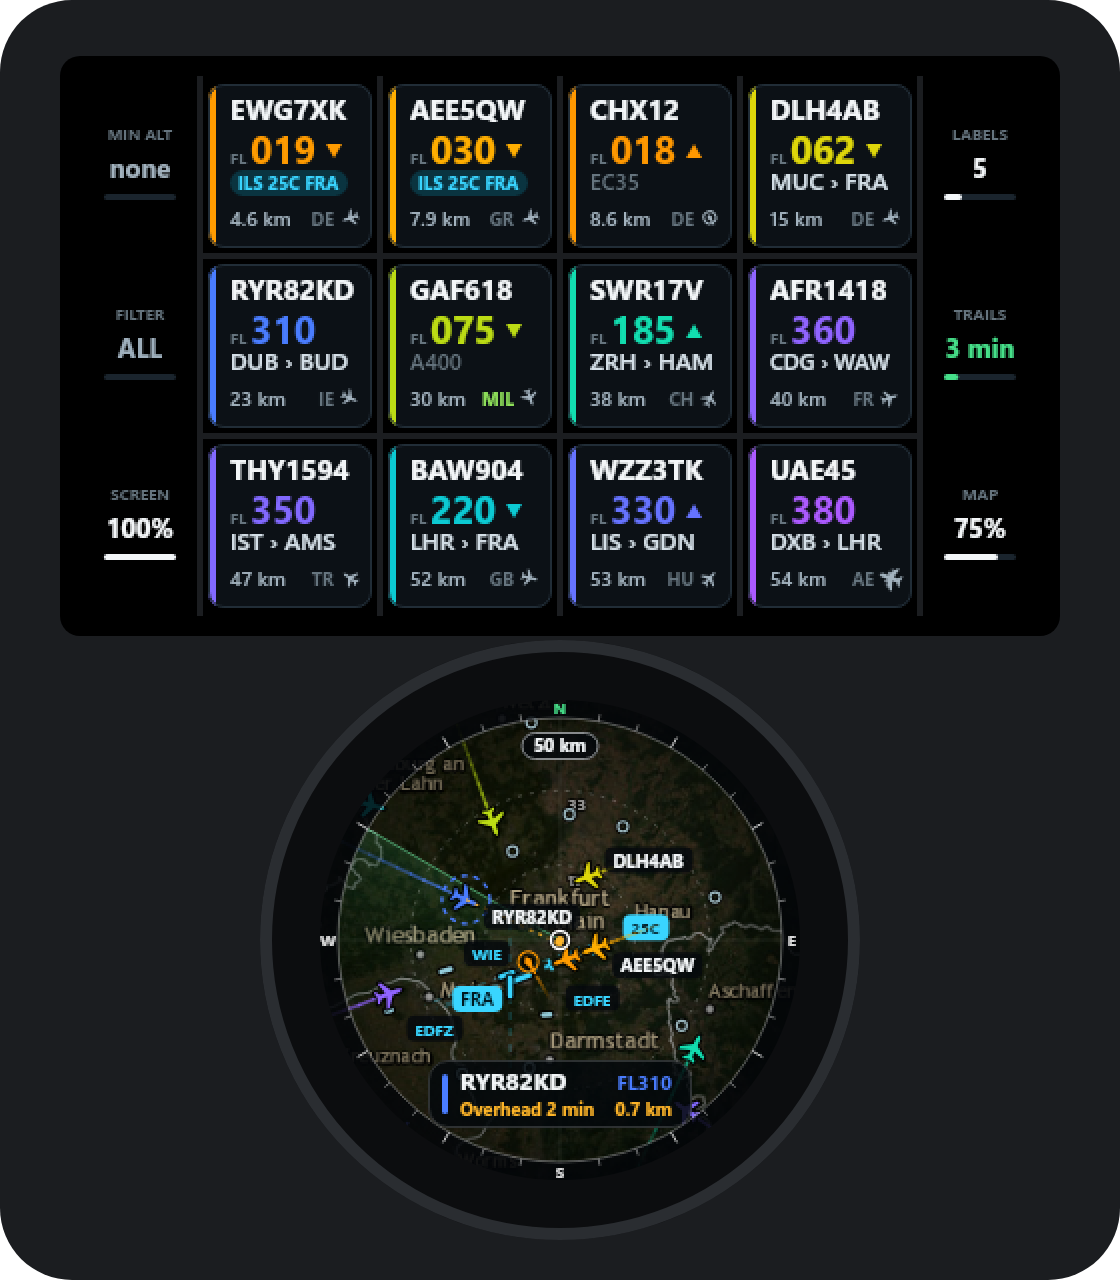 MIN ALT
none
EWG7XK
FL 019 ▼
ILS 25C FRA
4.6 km DE
AEE5QW
FL 030 ▼
ILS 25C FRA
7.9 km GR
CHX12
FL 018 ▲
EC35
8.6 km DE
DLH4AB
FL 062 ▼
MUC › FRA
15 km DE
LABELS
5
FILTER
ALL
RYR82KD
FL 310
DUB › BUD
23 km IE
GAF618
FL 075 ▼
A400
30 km MIL
SWR17V
FL 185 ▲
ZRH › HAM
38 km CH
AFR1418
FL 360
CDG › WAW
40 km FR
TRAILS
3 min
SCREEN
100%
THY1594
FL 350
IST › AMS
47 km TR
BAW904
FL 220 ▼
LHR › FRA
52 km GB
WZZ3TK
FL 330 ▲
LIS › GDN
53 km HU
UAE45
FL 380
DXB › LHR
54 km AE
MAP
75%
N
50 km
g an
Lahn
33
DLH4AB
Frankfurt
RYR82KD
ain
Hanau
25C
Wiesbaden
W
E
WIE
AEE5QW
FRA
EDFE
Aschaff
EDFZ
Darmstadt
uznach
RYR82KD FL310
Overhead 2 min 0.7 km
S